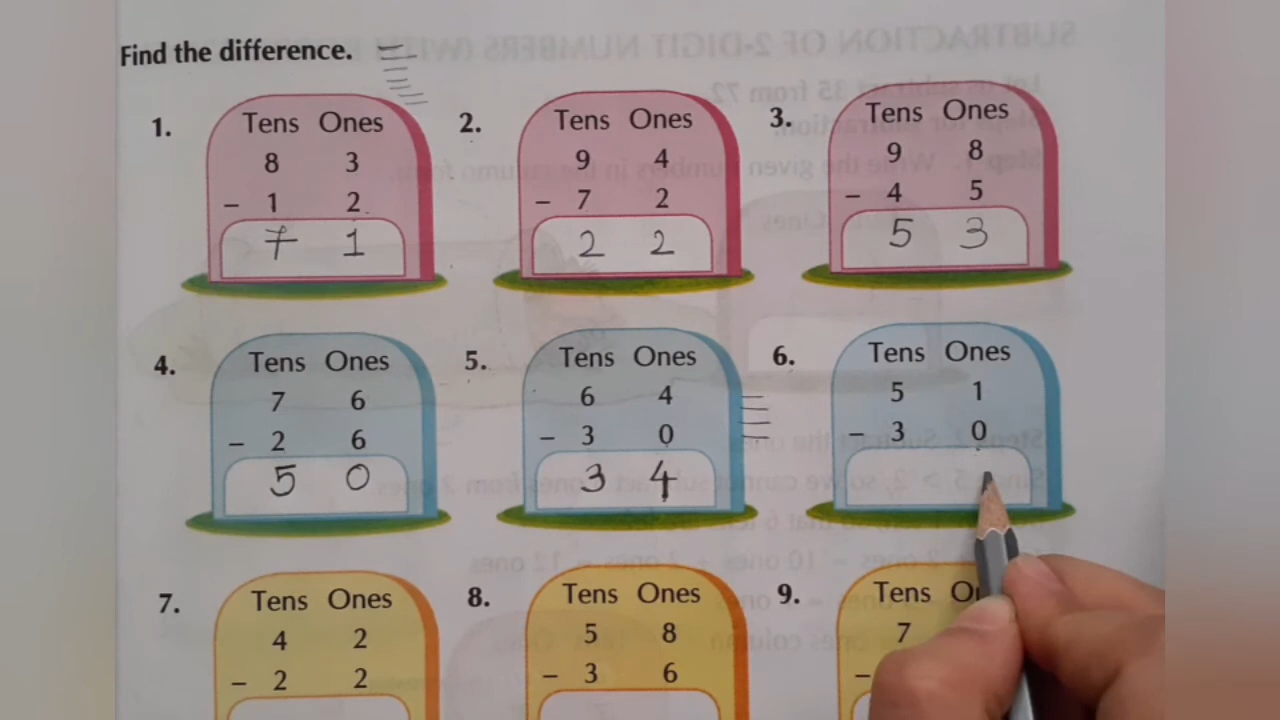 Find the difference.
1. Tens Ones
8 3
– 1 2
7 1
2. Tens Ones
9 4
– 7 2
2 2
3. Tens Ones
9 8
– 4 5
5 3
4. Tens Ones
7 6
– 2 6
5 0
5. Tens Ones
6 4
– 3 0
3 4
6. Tens Ones
5 1
– 3 0
7. Tens Ones
4 2
– 2 2
8. Tens Ones
5 8
– 3 6
9. Tens
7
–